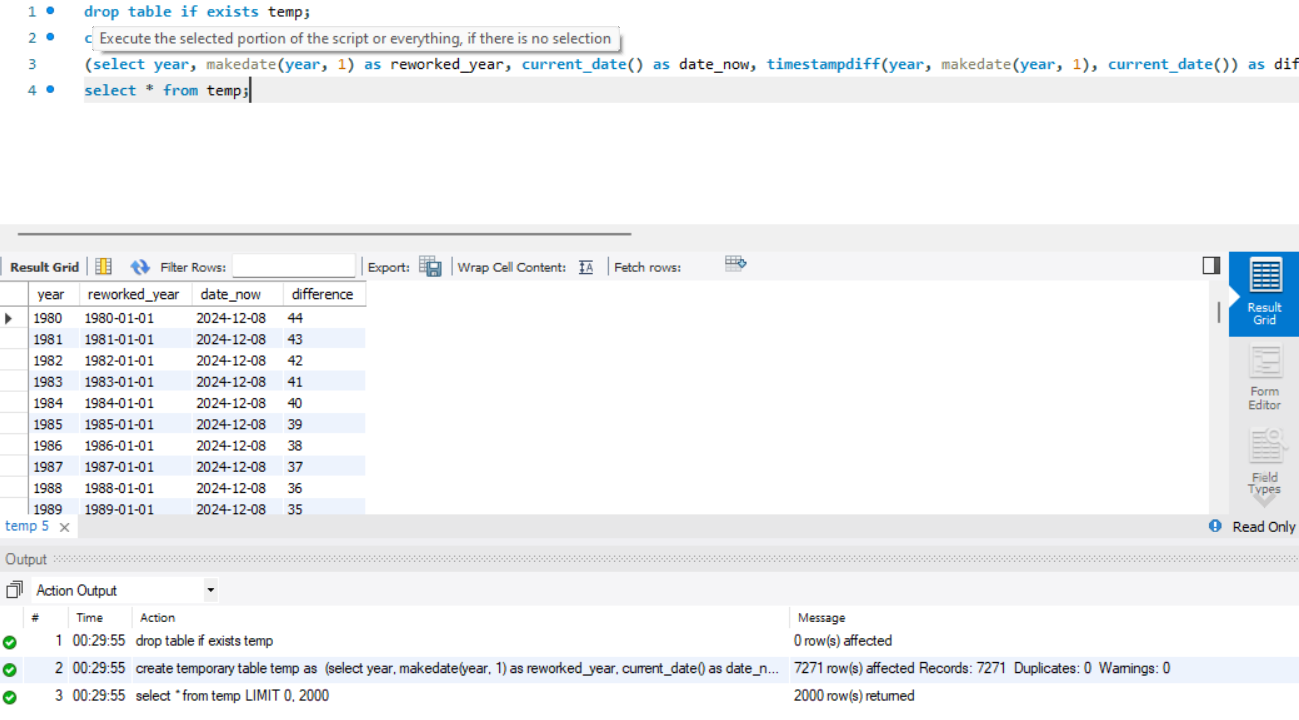 1 drop table if exists temp;
2 c
Execute the selected portion of the script or everything, if there is no selection
3 (select year, makedate(year, 1) as reworked_year, current_date() as date_now, timestampdiff(year, makedate(year, 1), current_date()) as dif
4 select * from temp;
Result Grid Filter Rows: Export: Wrap Cell Content: IA Fetch rows:
year reworked_year date_now difference
1980 1980-01-01 2024-12-08 44
1981 1981-01-01 2024-12-08 43
1982 1982-01-01 2024-12-08 42
1983 1983-01-01 2024-12-08 41
1984 1984-01-01 2024-12-08 40
1985 1985-01-01 2024-12-08 39
1986 1986-01-01 2024-12-08 38
1987 1987-01-01 2024-12-08 37
1988 1988-01-01 2024-12-08 36
1989 1989-01-01 2024-12-08 35
Result
Grid
Form
Editor
Field
Types
temp 5 Read Only
Output
Action Output
# Time Action Message
1 00:29:55 drop table if exists temp 0 row(s) affected
2 00:29:55 create temporary table temp as (select year, makedate(year, 1) as reworked_year, current_date() as date_n... 7271 row(s) affected Records: 7271 Duplicates: 0 Warnings: 0
3 00:29:55 select * from temp LIMIT 0, 2000 2000 row(s) returned